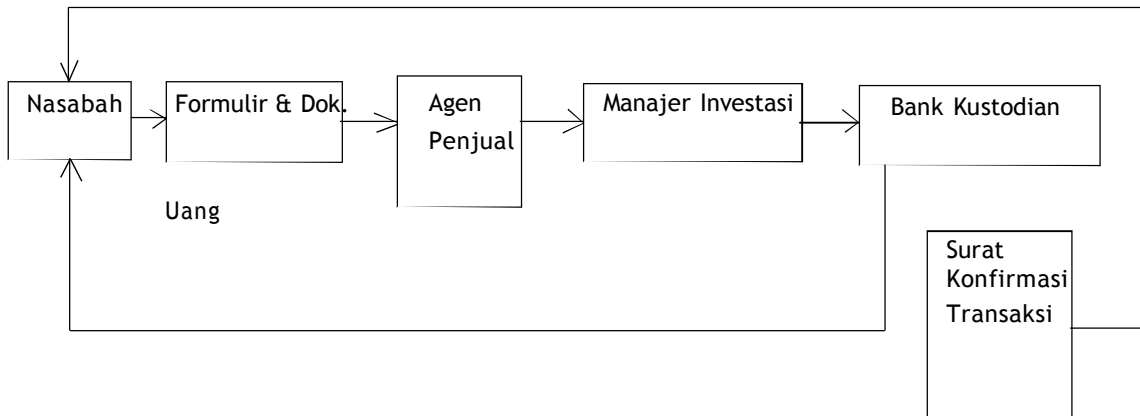 Nasabah
Formulir & Dok.
Agen
Penjual
Manajer Investasi
Bank Kustodian
Uang
Surat
Konfirmasi
Transaksi